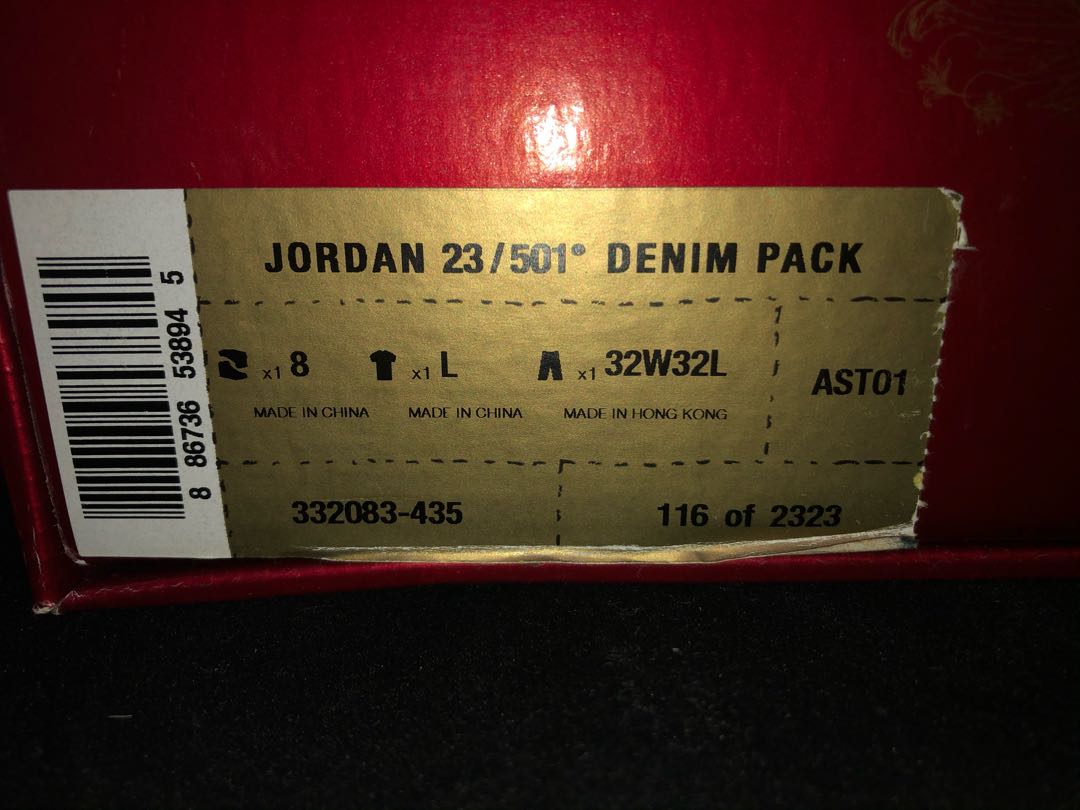 JORDAN 23/501® DENIM PACK
x1 8 x1 L x1 32W32L
MADE IN CHINA MADE IN CHINA MADE IN HONG KONG
AST01
332083-435 116 of 2323
8 86736 53894 5